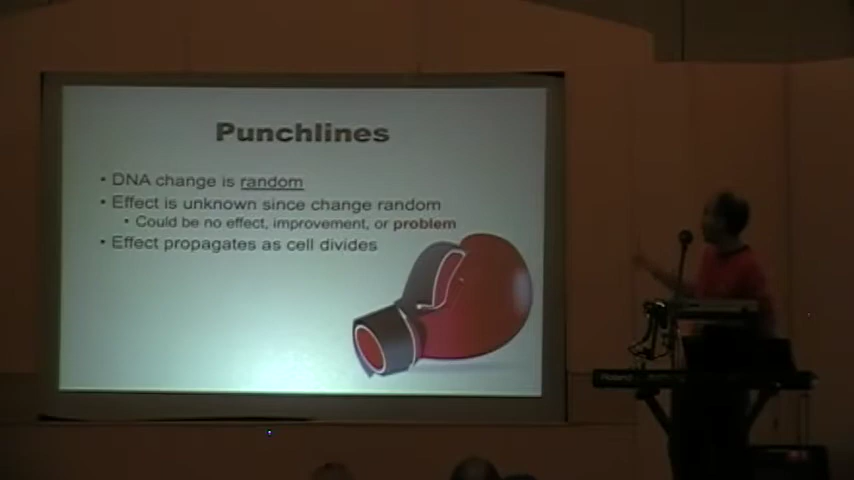 Punchlines
• DNA change is random
• Effect is unknown since change random
• Could be no effect, improvement, or problem
• Effect propagates as cell divides
Roland